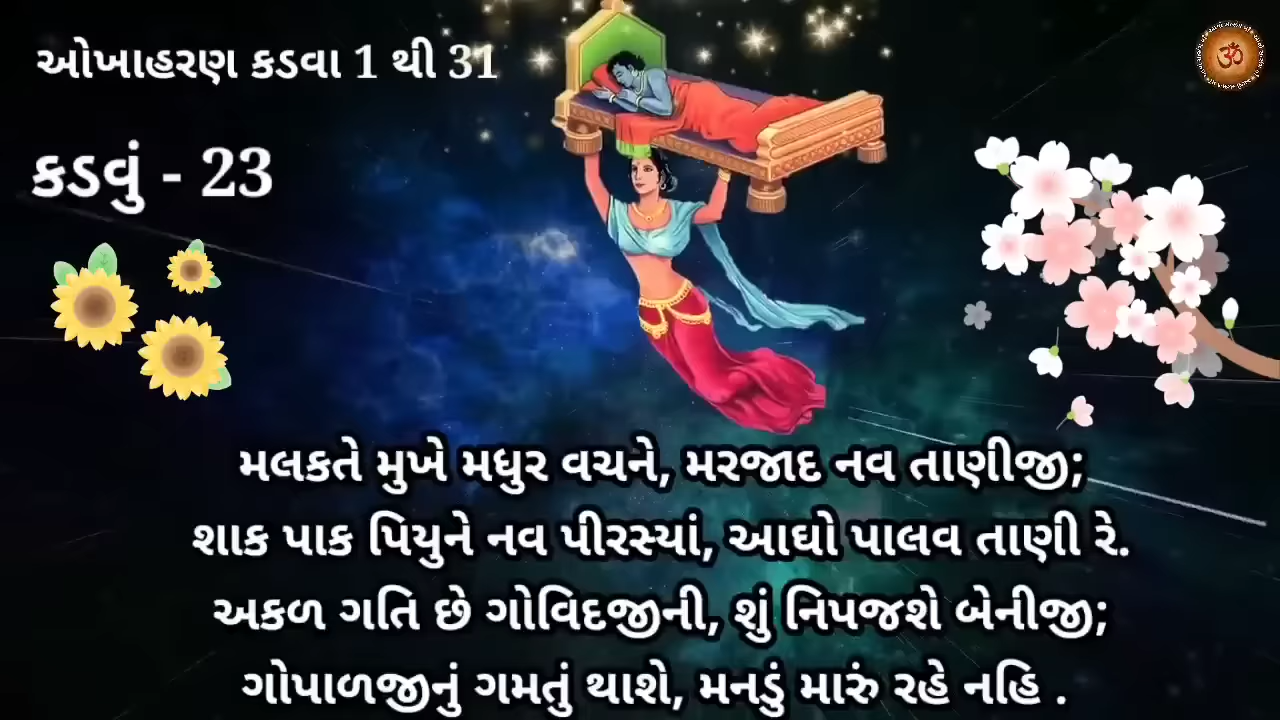 ઓખાહરણ કડવા 1 થી 31
કડવું - 23
મલકતે મુખે મધુર વચને, મરજાદ નવ તાણીજી;
શાક પાક પિયુને નવ પીરસ્યાં, આઘો પાલવ તાણી રે.
અકળ ગતિ છે ગોવિદજીની, શું નિપજશે બેનીજી;
ગોપાળજીનું ગમતું થાશે, મનડું મારું રહે નહિ .
ॐ